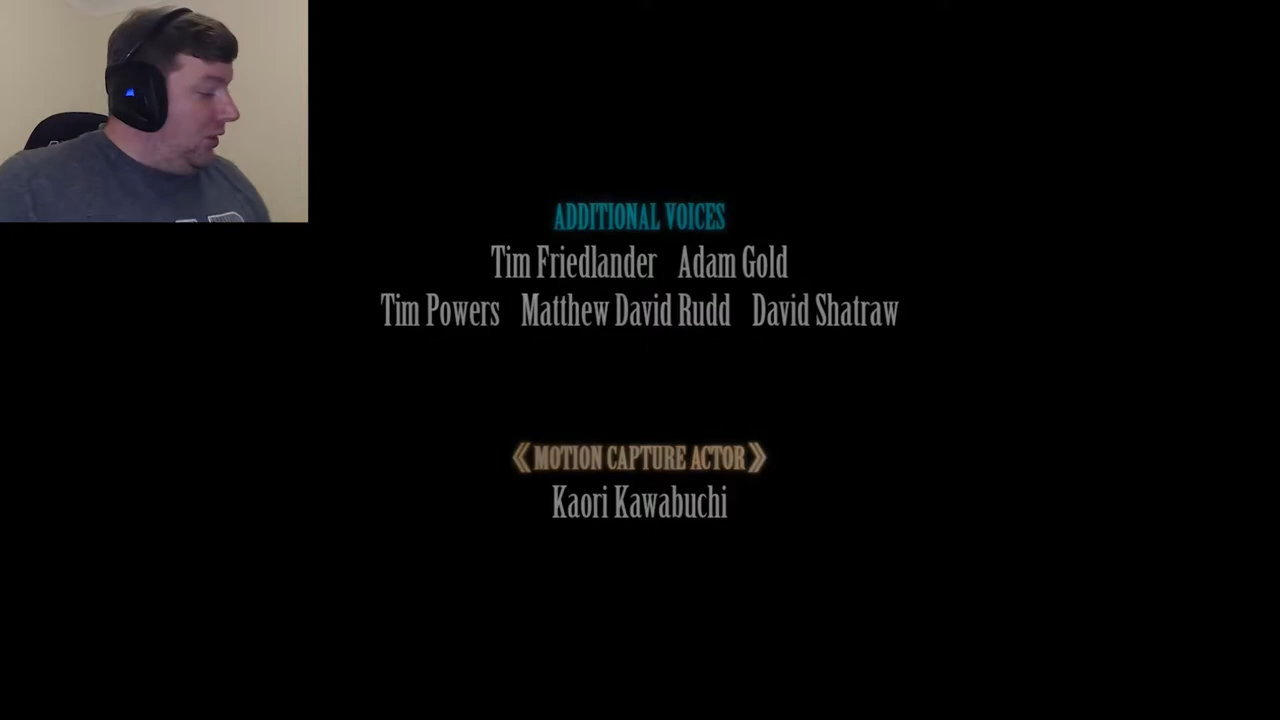 ADDITIONAL VOICES
Tim Friedlander Adam Gold
Tim Powers Matthew David Rudd David Shatraw
《MOTION CAPTURE ACTOR》
Kaori Kawabuchi